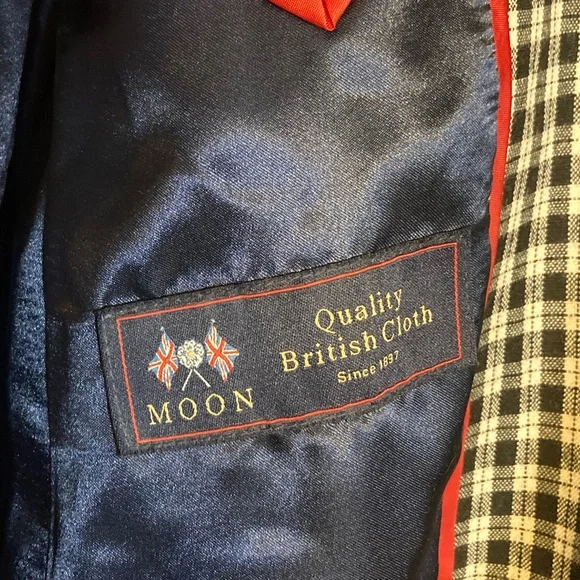 MOON
Quality
British Cloth
Since 1837